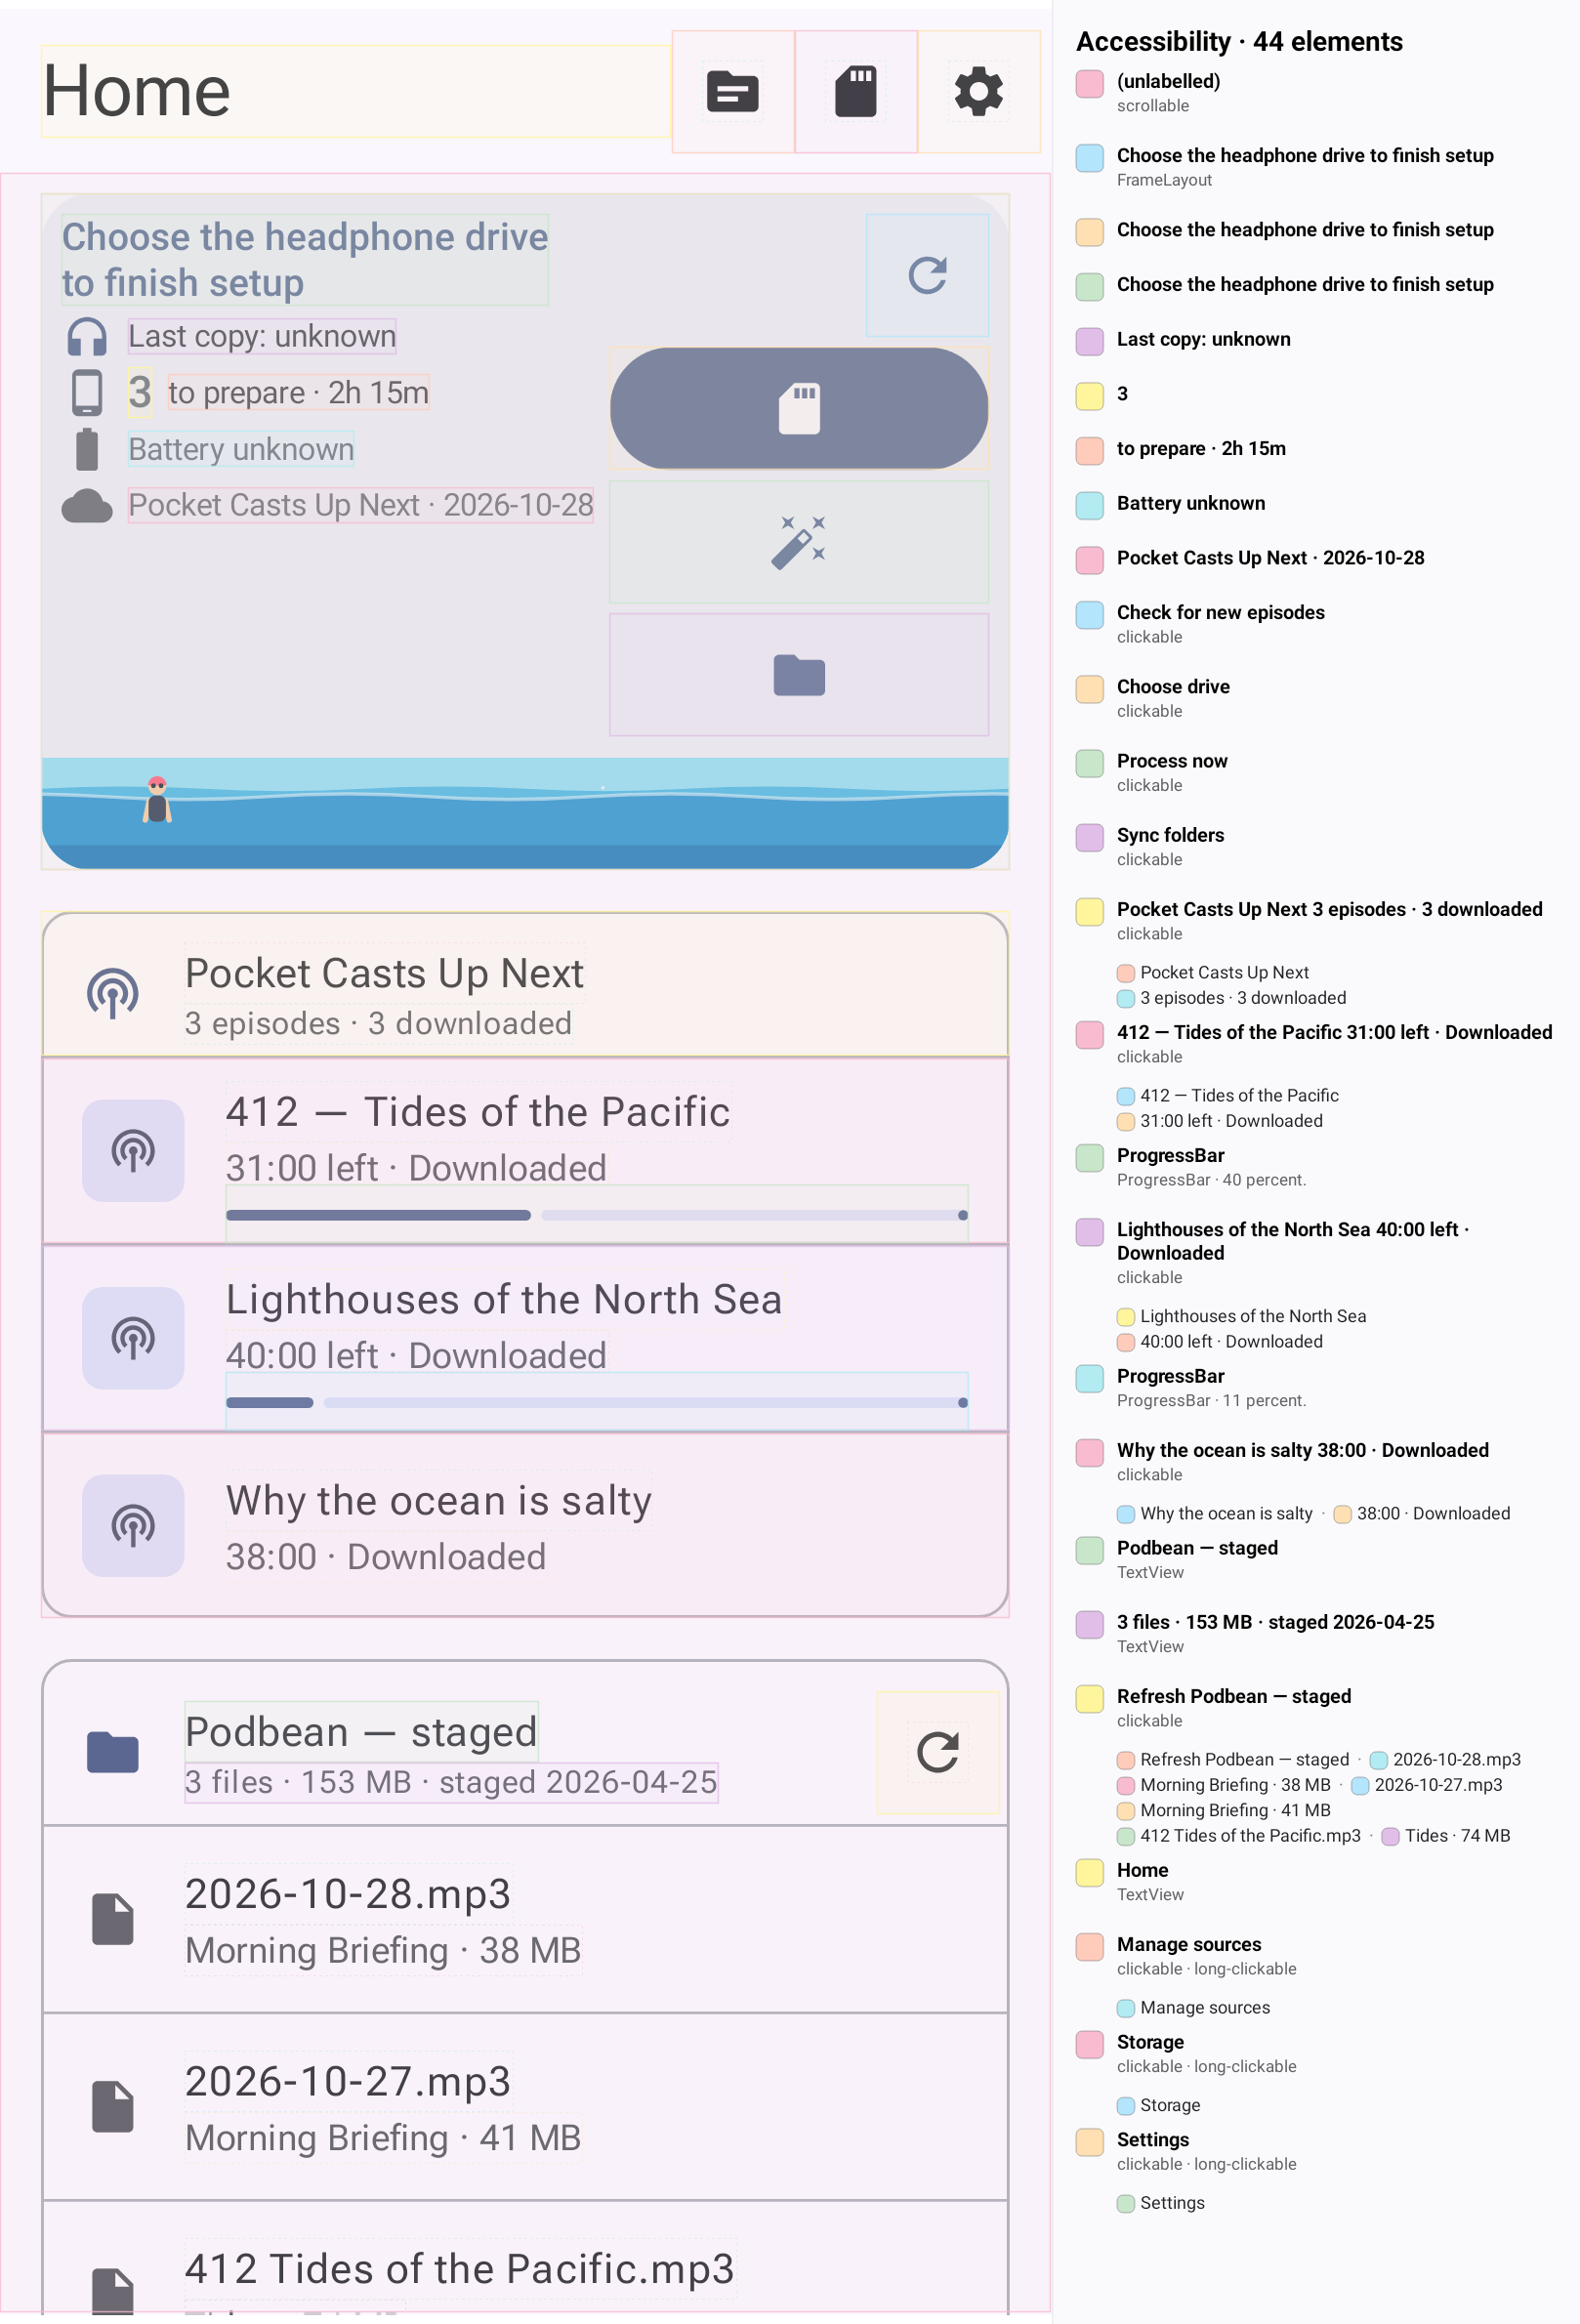 Home
Choose the headphone drive
to finish setup
Last copy: unknown
3 to prepare · 2h 15m
Battery unknown
Pocket Casts Up Next · 2026-10-28
Pocket Casts Up Next
3 episodes · 3 downloaded
412 — Tides of the Pacific
31:00 left · Downloaded
Lighthouses of the North Sea
40:00 left · Downloaded
Why the ocean is salty
38:00 · Downloaded
Podbean — staged
3 files · 153 MB · staged 2026-04-25
2026-10-28.mp3
Morning Briefing · 38 MB
2026-10-27.mp3
Morning Briefing · 41 MB
412 Tides of the Pacific.mp3
Accessibility · 44 elements
(unlabelled)
scrollable
Choose the headphone drive to finish setup
FrameLayout
Choose the headphone drive to finish setup
Choose the headphone drive to finish setup
Last copy: unknown
3
to prepare · 2h 15m
Battery unknown
Pocket Casts Up Next · 2026-10-28
Check for new episodes
clickable
Choose drive
clickable
Process now
clickable
Sync folders
clickable
Pocket Casts Up Next 3 episodes · 3 downloaded
clickable
Pocket Casts Up Next
3 episodes · 3 downloaded
412 — Tides of the Pacific 31:00 left · Downloaded
clickable
412 — Tides of the Pacific
31:00 left · Downloaded
ProgressBar
ProgressBar · 40 percent.
Lighthouses of the North Sea 40:00 left ·
Downloaded
clickable
Lighthouses of the North Sea
40:00 left · Downloaded
ProgressBar
ProgressBar · 11 percent.
Why the ocean is salty 38:00 · Downloaded
clickable
Why the ocean is salty · 38:00 · Downloaded
Podbean — staged
TextView
3 files · 153 MB · staged 2026-04-25
TextView
Refresh Podbean — staged
clickable
Refresh Podbean — staged · 2026-10-28.mp3
Morning Briefing · 38 MB · 2026-10-27.mp3
Morning Briefing · 41 MB
412 Tides of the Pacific.mp3 · Tides · 74 MB
Home
TextView
Manage sources
clickable · long-clickable
Manage sources
Storage
clickable · long-clickable
Storage
Settings
clickable · long-clickable
Settings